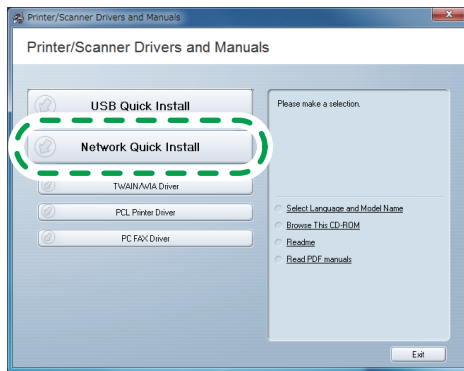 Printer/Scanner Drivers and Manuals
Printer/Scanner Drivers and Manuals
USB Quick Install
Network Quick Install
TWAIN/WIA Driver
PCL Printer Driver
PC FAX Driver
Please make a selection.
Select Language and Model Name
Browse This CD-ROM
Readme
Read PDF manuals
Exit